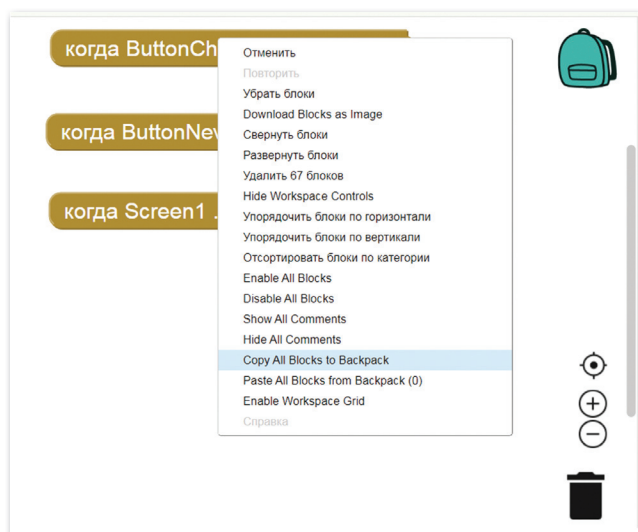 когда ButtonCh
когда ButtonNev
когда Screen1 .
Отменить
Повторить
Убрать блоки
Download Blocks as Image
Свернуть блоки
Развернуть блоки
Удалить 67 блоков
Hide Workspace Controls
Упорядочить блоки по горизонтали
Упорядочить блоки по вертикали
Отсортировать блоки по категории
Enable All Blocks
Disable All Blocks
Show All Comments
Hide All Comments
Copy All Blocks to Backpack
Paste All Blocks from Backpack (0)
Enable Workspace Grid
Справка